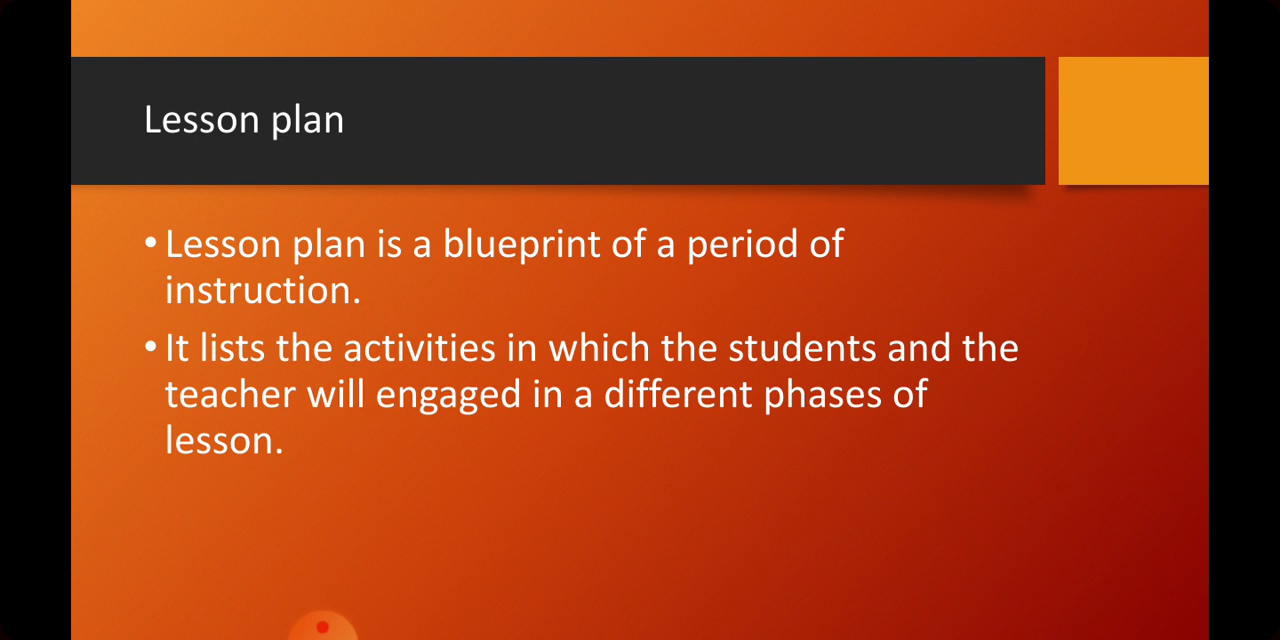 Lesson plan
• Lesson plan is a blueprint of a period of
instruction.
• It lists the activities in which the students and the
teacher will engaged in a different phases of
lesson.